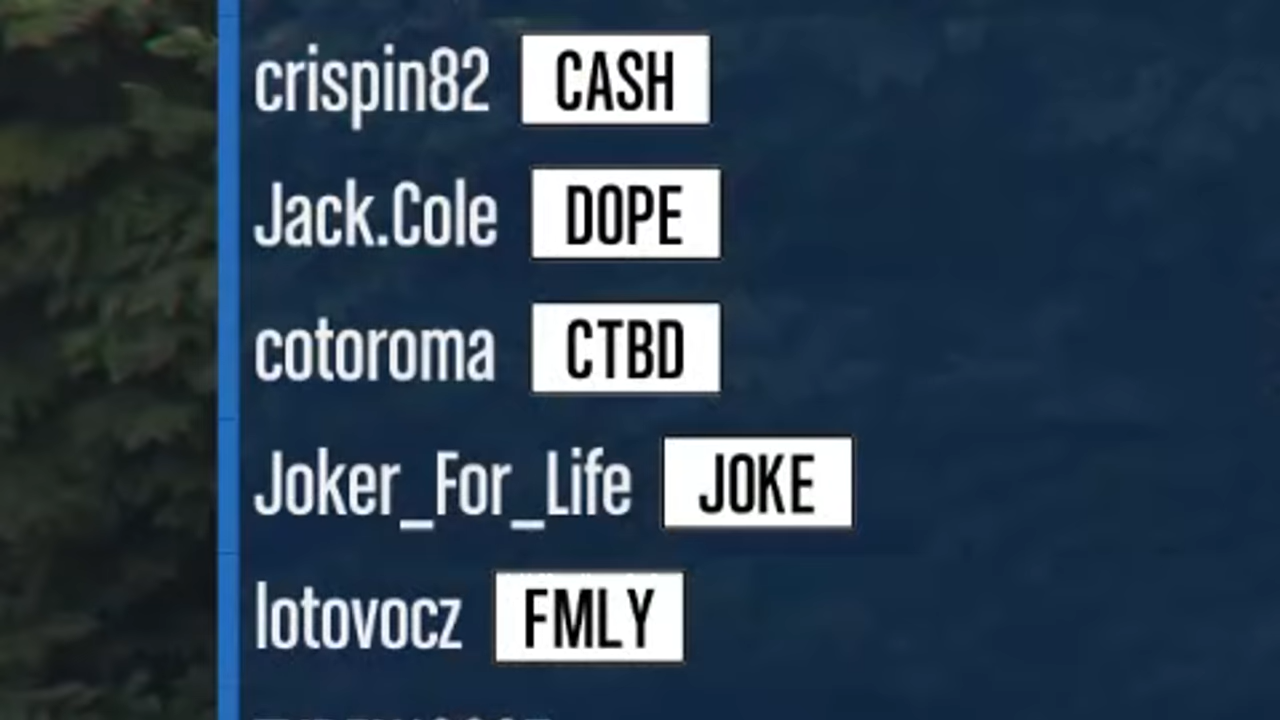 crispin82 CASH
Jack.Cole DOPE
cotoroma CTBD
Joker_For_Life JOKE
lotovocz FMLY